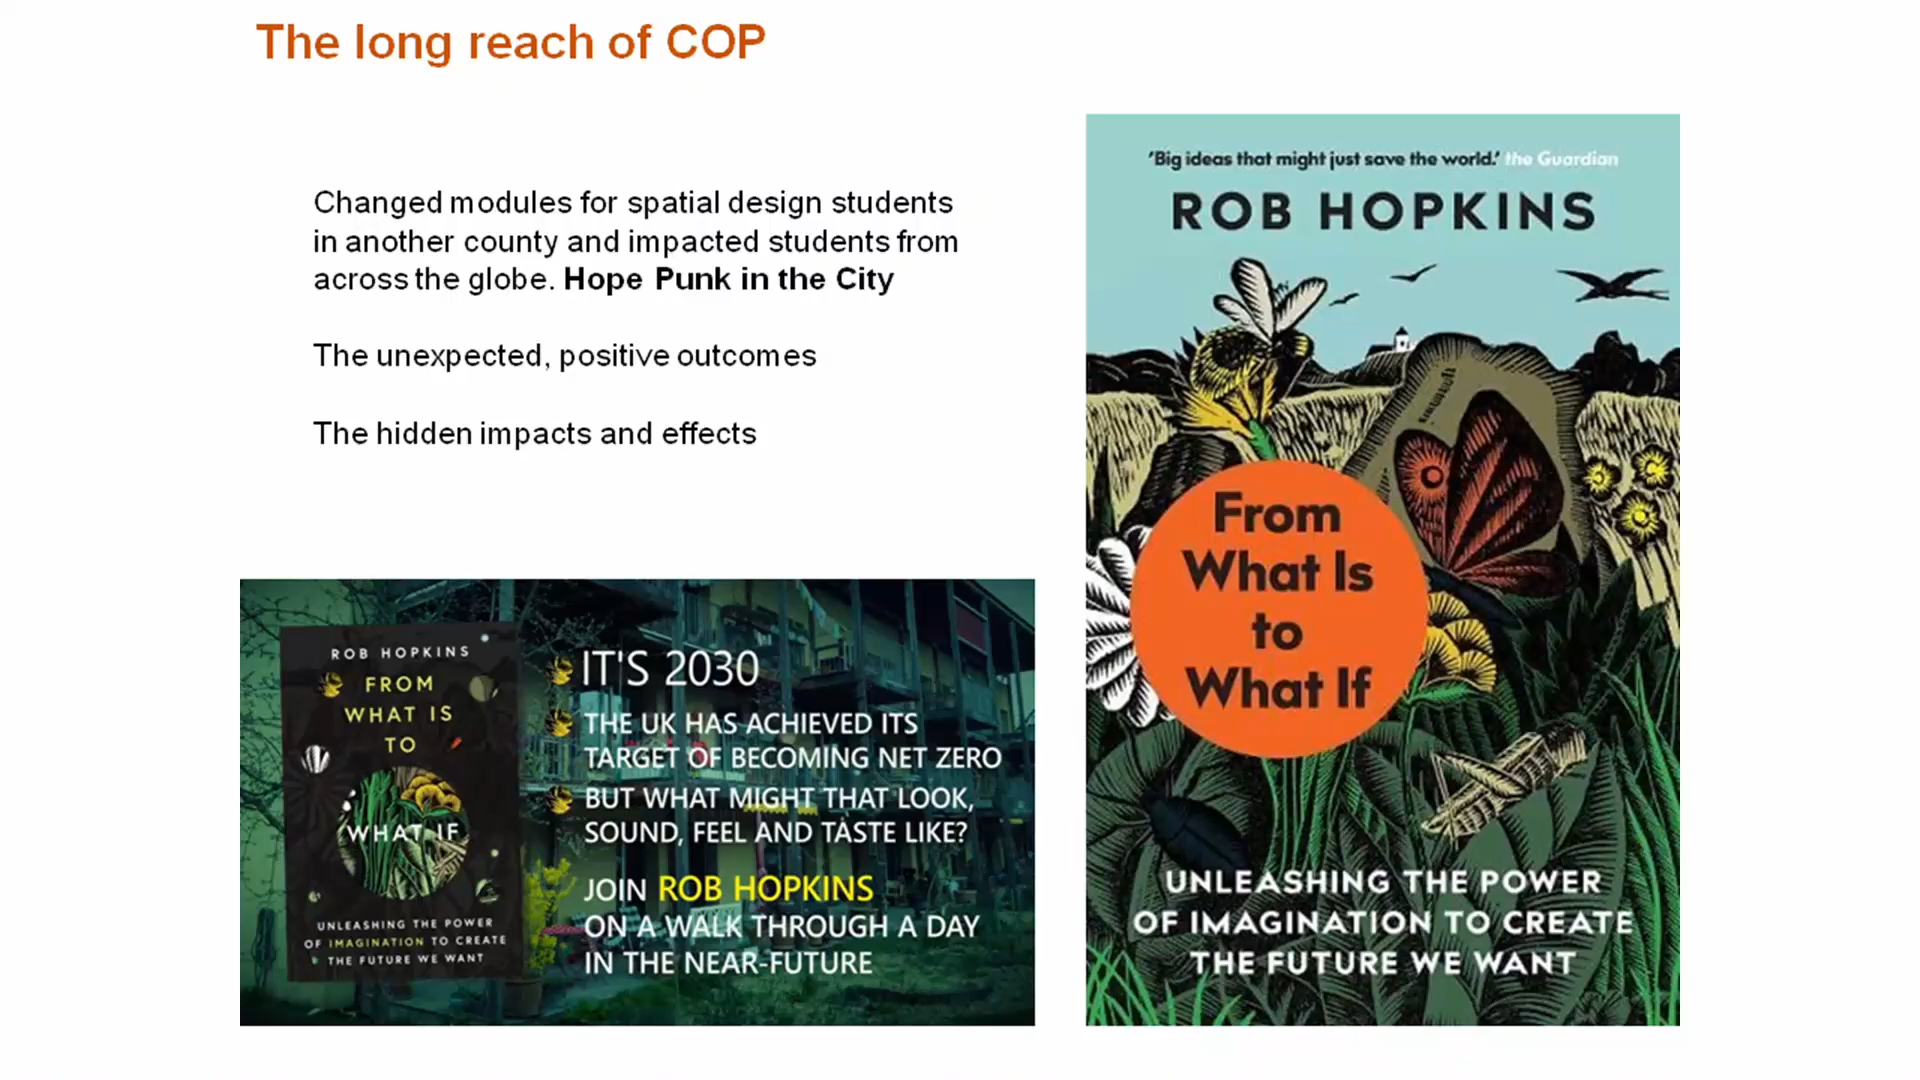 The long reach of COP
Changed modules for spatial design students
in another county and impacted students from
across the globe. Hope Punk in the City
The unexpected, positive outcomes
The hidden impacts and effects
ROB HOPKINS
FROM
WHAT IS
TO
WHAT IF
UNLEASHING THE POWER
OF IMAGINATION TO CREATE
THE FUTURE WE WANT
IT'S 2030
THE UK HAS ACHIEVED ITS
TARGET OF BECOMING NET ZERO
BUT WHAT MIGHT THAT LOOK,
SOUND, FEEL AND TASTE LIKE?
JOIN ROB HOPKINS
ON A WALK THROUGH A DAY
IN THE NEAR-FUTURE
'Big ideas that might just save the world.' the Guardian
ROB HOPKINS
From
What Is
to
What If
UNLEASHING THE POWER
OF IMAGINATION TO CREATE
THE FUTURE WE WANT